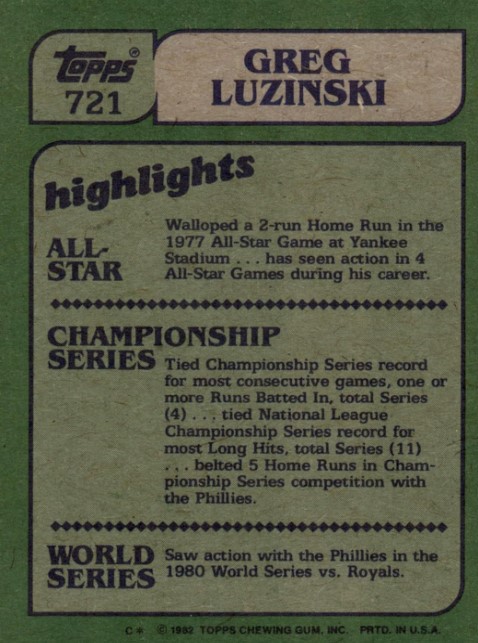 topps®
721
GREG
LUZINSKI
highlights
ALL-
STAR
Walloped a 2-run Home Run in the
1977 All-Star Game at Yankee
Stadium . . . has seen action in 4
All-Star Games during his career.
CHAMPIONSHIP
SERIES
Tied Championship Series record
for most consecutive games, one or
more Runs Batted In, total Series
(4) . . . tied National League
Championship Series record for
most Long Hits, total Series (11)
. . . belted 5 Home Runs in Cham-
pionship Series competition with
the Phillies.
WORLD
SERIES
Saw action with the Phillies in the
1980 World Series vs. Royals.
C* © 1982 TOPPS CHEWING GUM, INC. PRTD. IN U.S.A.